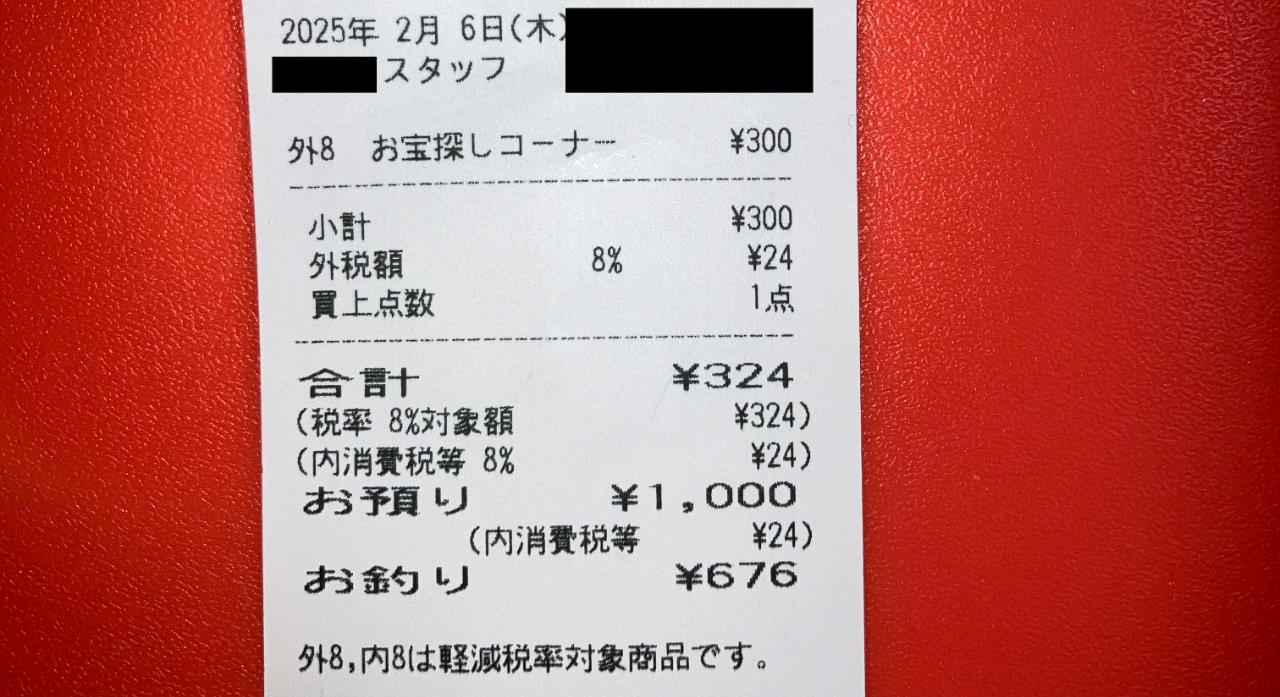 2025年 2月 6日(木)
スタッフ
外8 お宝探しコーナー ¥300
小計 ¥300
外税額 8% ¥24
買上点数 1点
合計 ¥324
(税率 8%対象額 ¥324)
(内消費税等 8% ¥24)
お預り ¥1,000
(内消費税等 ¥24)
お釣り ¥676
外8,内8は軽減税率対象商品です。